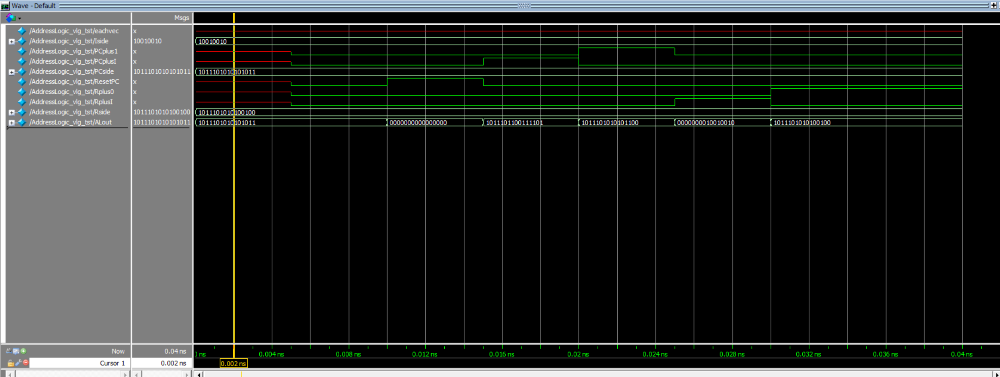 Wave - Default
Msgs
/AddressLogic_vlg_tst/eachvec x
/AddressLogic_vlg_tst/Iside 10010010 10010010
/AddressLogic_vlg_tst/PCplus1 x
/AddressLogic_vlg_tst/PCplusI x
/AddressLogic_vlg_tst/PCside 1011101010101011 1011101010101011
/AddressLogic_vlg_tst/ResetPC x
/AddressLogic_vlg_tst/Rplus0 x
/AddressLogic_vlg_tst/RplusI x
/AddressLogic_vlg_tst/Rside 1011101010100100 1011101010100100
/AddressLogic_vlg_tst/ALout 1011101010101011 1011101010101011 0000000000000000 1011101100111101 1011101010101100 0000000010010010 1011101010100100
Now 0.04 ns ns 0.004 ns 0.008 ns 0.012 ns 0.016 ns 0.02 ns 0.024 ns 0.028 ns 0.032 ns 0.036 ns 0.04 ns
Cursor 1 0.002 ns 0.002 ns